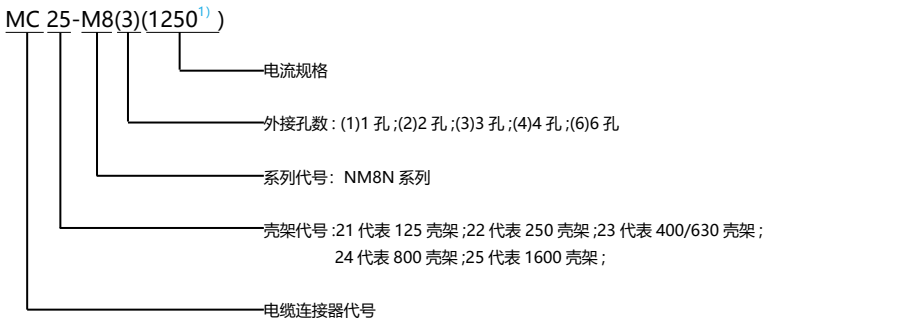 MC 25-M8(3)(1250¹⁾)
电流规格
外接孔数 : (1)1 孔 ;(2)2 孔 ;(3)3 孔 ;(4)4 孔 ;(6)6 孔
系列代号：NM8N 系列
壳架代号 :21 代表 125 壳架 ;22 代表 250 壳架 ;23 代表 400/630 壳架 ;
24 代表 800 壳架 ;25 代表 1600 壳架 ;
电缆连接器代号